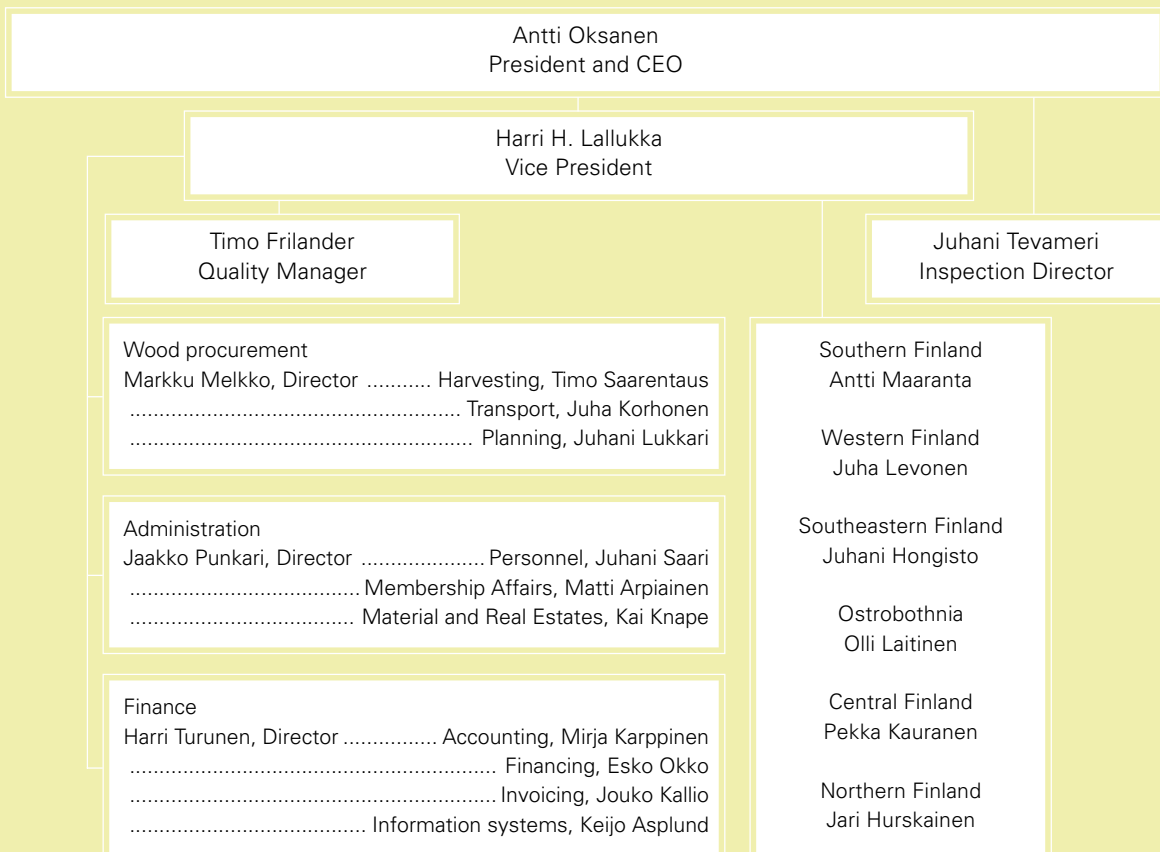 Antti Oksanen
President and CEO
Harri H. Lallukka
Vice President
Timo Frilander
Quality Manager
Juhani Tevameri
Inspection Director
Wood procurement
Markku Melkko, Director ........... Harvesting, Timo Saarentaus
........................................................ Transport, Juha Korhonen
.......................................................... Planning, Juhani Lukkari
Administration
Jaakko Punkari, Director ..................... Personnel, Juhani Saari
....................................... Membership Affairs, Matti Arpiainen
...................................... Material and Real Estates, Kai Knape
Finance
Harri Turunen, Director ................ Accounting, Mirja Karppinen
.............................................................. Financing, Esko Okko
.............................................................. Invoicing, Jouko Kallio
........................................ Information systems, Keijo Asplund
Southern Finland
Antti Maaranta
Western Finland
Juha Levonen
Southeastern Finland
Juhani Hongisto
Ostrobothnia
Olli Laitinen
Central Finland
Pekka Kauranen
Northern Finland
Jari Hurskainen